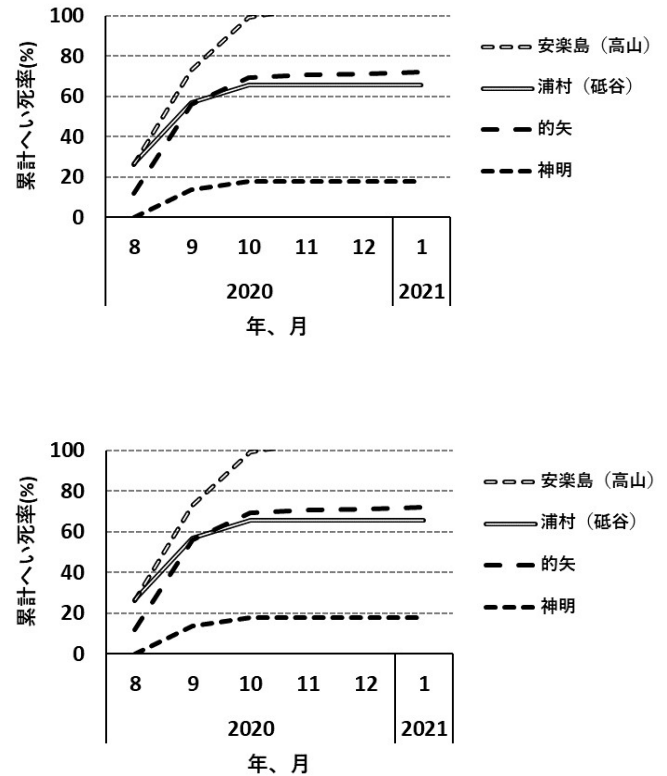 100
80
60
40
20
0
累計へい死率(%)
8 9 10 11 12 1
2020 2021
年、月
安楽島（高山）
浦村（砥谷）
的矢
神明
100
80
60
40
20
0
累計へい死率(%)
8 9 10 11 12 1
2020 2021
年、月
安楽島（高山）
浦村（砥谷）
的矢
神明